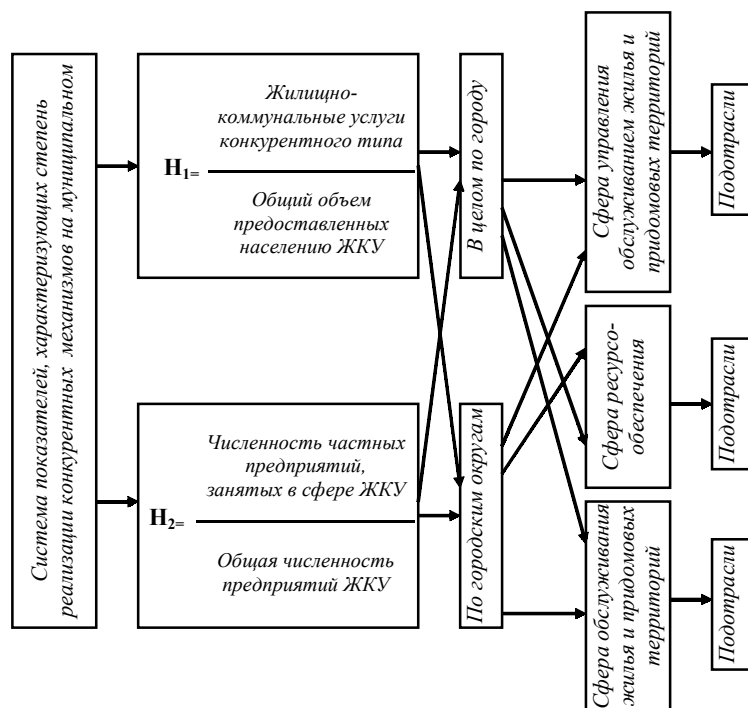 Система показателей, характеризующих степень
реализации конкурентных механизмов на муниципальном
Н1=
Жилищно-
коммунальные услуги
конкурентного типа
Общий объем
предоставленных
населению ЖКУ
Н2=
Численность частных
предприятий,
занятых в сфере ЖКУ
Общая численность
предприятий ЖКУ
В целом по городу
По городским округам
Сфера управления
обслуживанием жилья и
придомовых территорий
Сфера ресурсо-
обеспечения
Сфера обслуживания
жилья и придомовых
территорий
Подотрасли
Подотрасли
Подотрасли